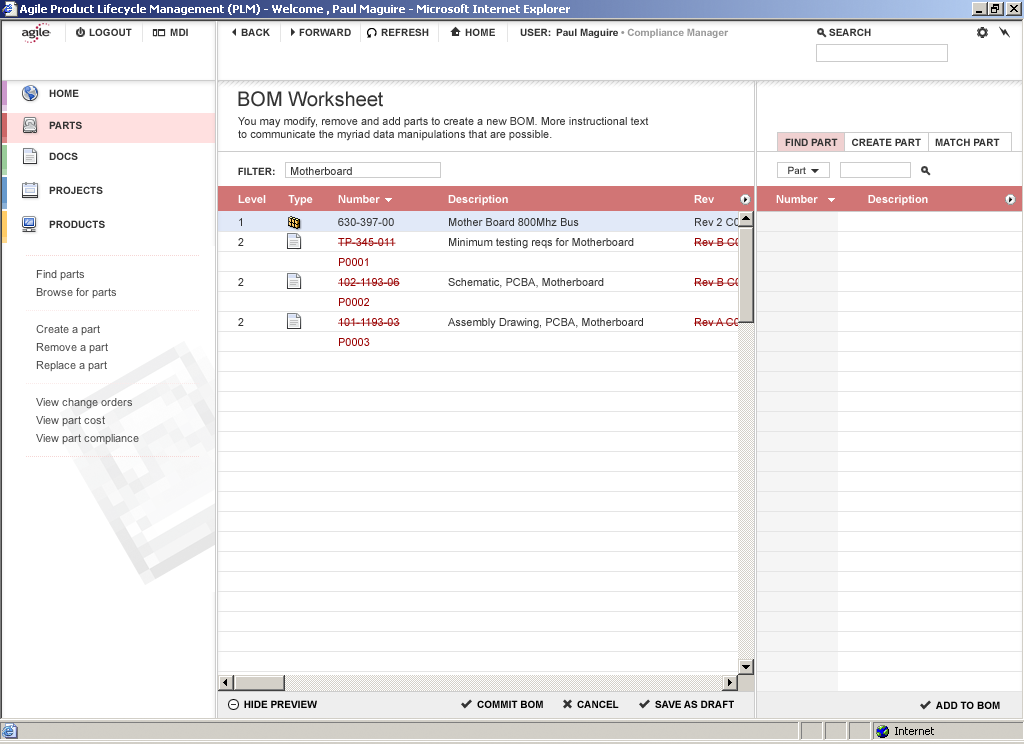 Agile Product Lifecycle Management (PLM) - Welcome , Paul Maguire - Microsoft Internet Explorer
agile LOGOUT MDI BACK FORWARD REFRESH HOME USER: Paul Maguire • Compliance Manager SEARCH
HOME
PARTS
DOCS
PROJECTS
PRODUCTS
Find parts
Browse for parts
Create a part
Remove a part
Replace a part
View change orders
View part cost
View part compliance
BOM Worksheet
You may modify, remove and add parts to create a new BOM. More instructional text
to communicate the myriad data manipulations that are possible.
FILTER: Motherboard
Level Type Number Description Rev
1 630-397-00 Mother Board 800Mhz Bus Rev 2 C0
2 TP-345-011 Minimum testing reqs for Motherboard Rev B C0
P0001
2 102-1193-06 Schematic, PCBA, Motherboard Rev B C0
P0002
2 101-1193-03 Assembly Drawing, PCBA, Motherboard Rev A C0
P0003
HIDE PREVIEW COMMIT BOM CANCEL SAVE AS DRAFT
FIND PART CREATE PART MATCH PART
Part
Number Description
ADD TO BOM
Internet